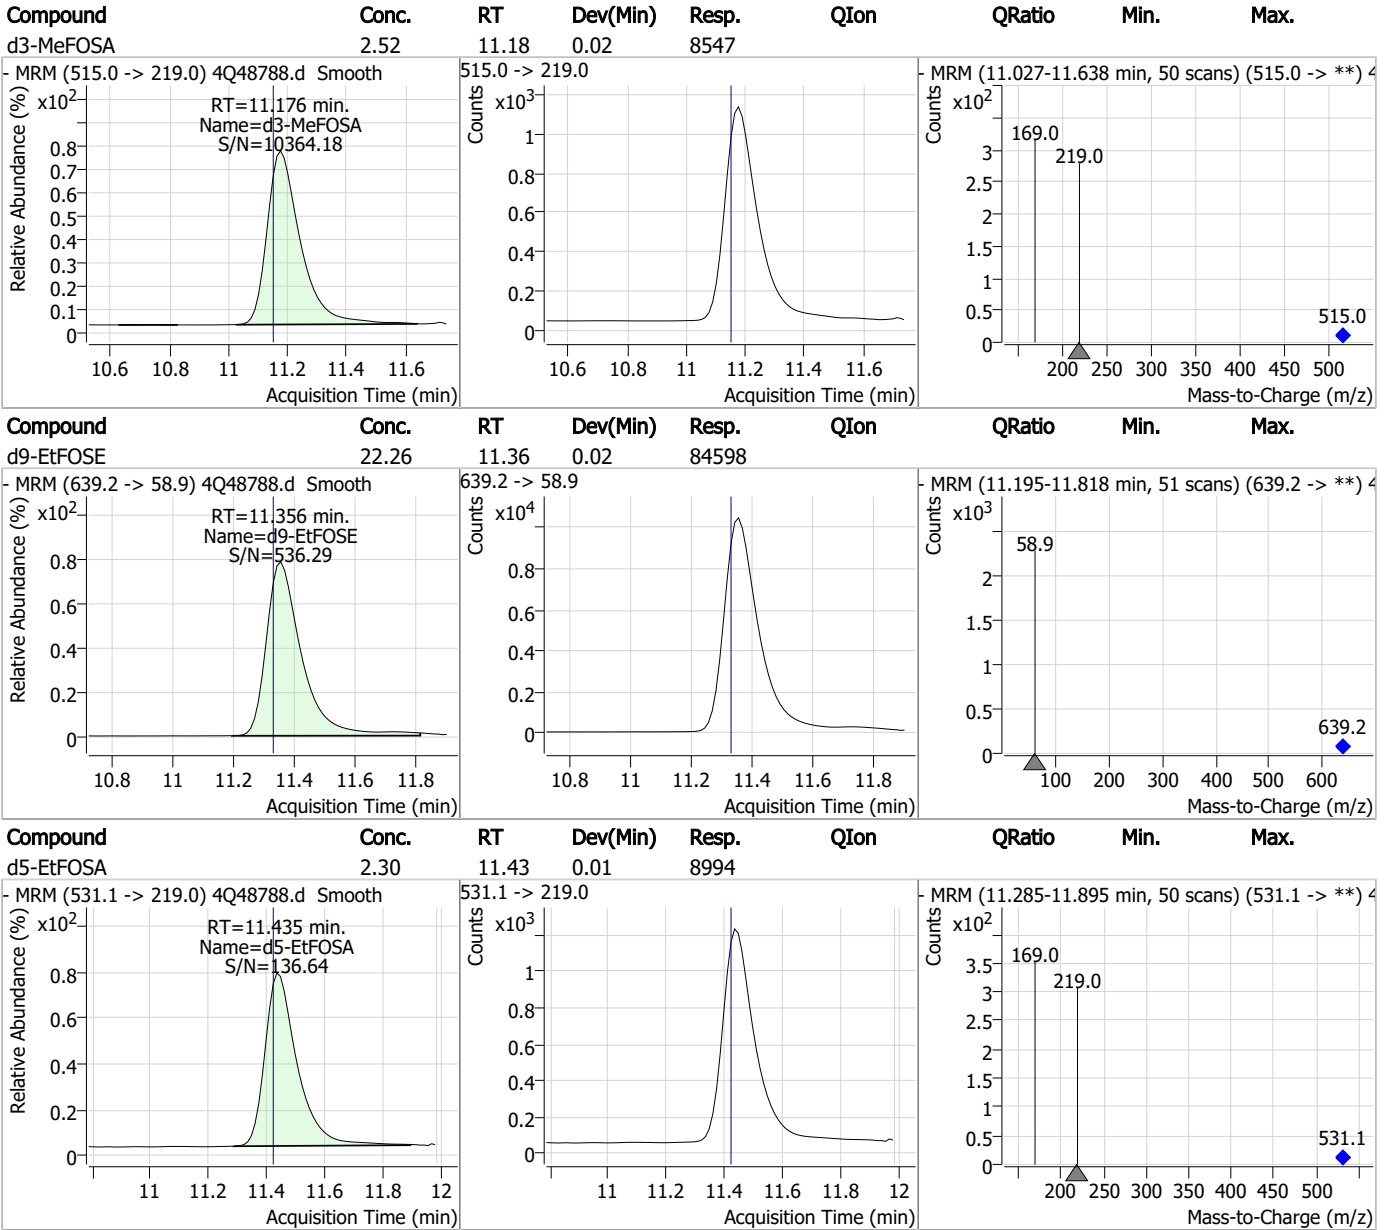 Compound Conc. RT Dev(Min) Resp. QIon QRatio Min. Max.
d3-MeFOSA 2.52 11.18 0.02 8547
- MRM (515.0 -> 219.0) 4Q48788.d Smooth
RT=11.176 min.
Name=d3-MeFOSA
S/N=10364.18
Relative Abundance (%)
x10²
0.8
0.7
0.6
0.5
0.4
0.3
0.2
0.1
0
10.6 10.8 11 11.2 11.4 11.6
Acquisition Time (min)
515.0 -> 219.0
Counts
x10³
1
0.8
0.6
0.4
0.2
0
10.6 10.8 11 11.2 11.4 11.6
Acquisition Time (min)
- MRM (11.027-11.638 min, 50 scans) (515.0 -> **) 4
Counts
x10²
169.0
219.0
3
2.5
2
1.5
1
0.5
0
515.0
200 250 300 350 400 450 500
Mass-to-Charge (m/z)
Compound Conc. RT Dev(Min) Resp. QIon QRatio Min. Max.
d9-EtFOSE 22.26 11.36 0.02 84598
- MRM (639.2 -> 58.9) 4Q48788.d Smooth
RT=11.356 min.
Name=d9-EtFOSE
S/N=536.29
Relative Abundance (%)
x10²
0.8
0.6
0.4
0.2
0
10.8 11 11.2 11.4 11.6 11.8
Acquisition Time (min)
639.2 -> 58.9
Counts
x10⁴
0.8
0.6
0.4
0.2
0
10.8 11 11.2 11.4 11.6 11.8
Acquisition Time (min)
- MRM (11.195-11.818 min, 51 scans) (639.2 -> **) 4
Counts
x10³
58.9
2
1.5
1
0.5
0
639.2
100 200 300 400 500 600
Mass-to-Charge (m/z)
Compound Conc. RT Dev(Min) Resp. QIon QRatio Min. Max.
d5-EtFOSA 2.30 11.43 0.01 8994
- MRM (531.1 -> 219.0) 4Q48788.d Smooth
RT=11.435 min.
Name=d5-EtFOSA
S/N=136.64
Relative Abundance (%)
x10²
0.8
0.6
0.4
0.2
0
11 11.2 11.4 11.6 11.8 12
Acquisition Time (min)
531.1 -> 219.0
Counts
x10³
1
0.8
0.6
0.4
0.2
0
11 11.2 11.4 11.6 11.8 12
Acquisition Time (min)
- MRM (11.285-11.895 min, 50 scans) (531.1 -> **) 4
Counts
x10²
169.0
219.0
3.5
3
2.5
2
1.5
1
0.5
0
531.1
200 250 300 350 400 450 500
Mass-to-Charge (m/z)